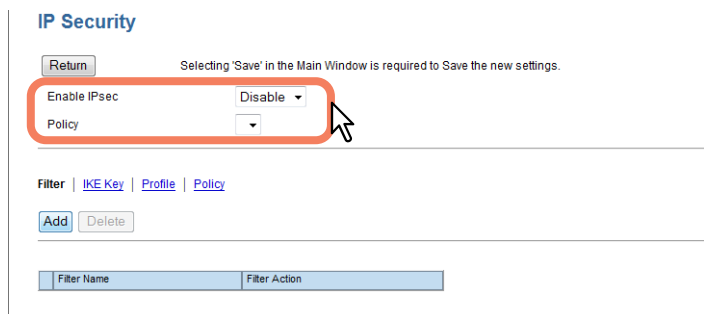 IP Security
Return Selecting 'Save' in the Main Window is required to Save the new settings.
Enable IPsec Disable
Policy
Filter | IKE Key | Profile | Policy
Add Delete
Filter Name Filter Action